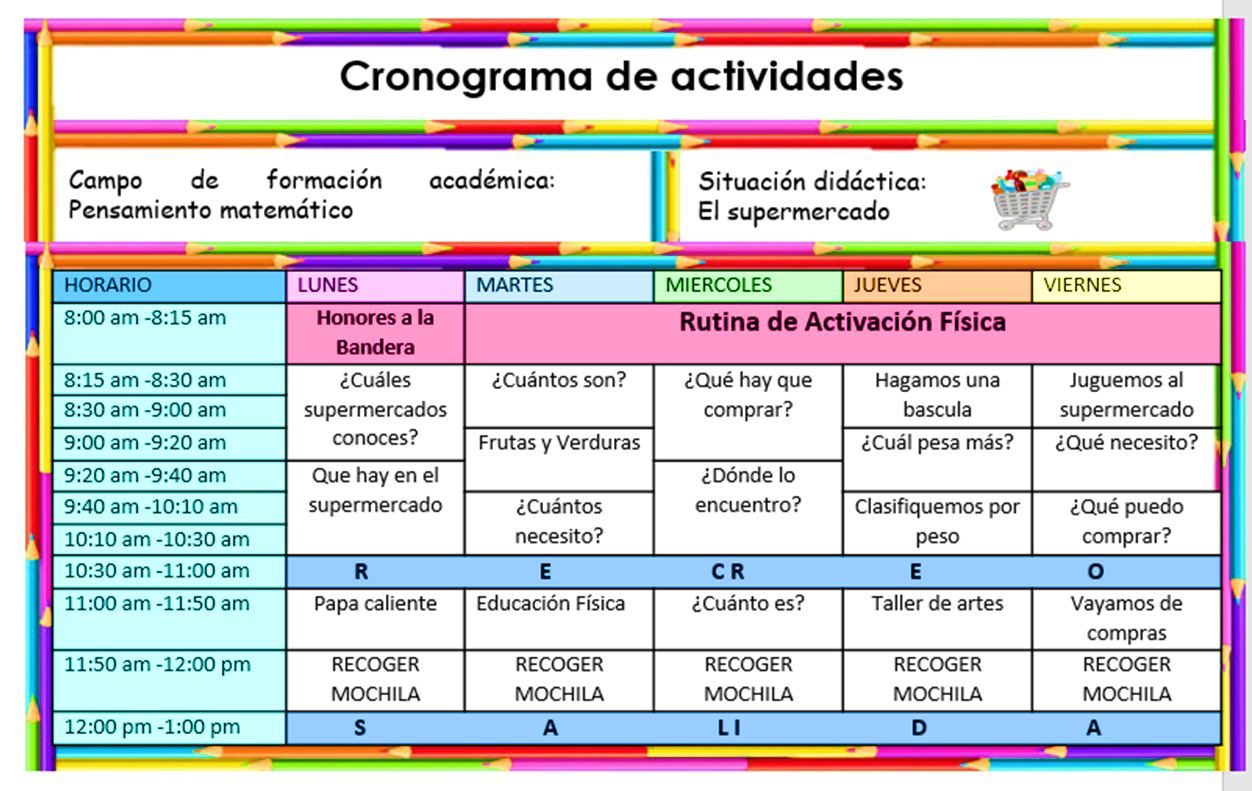 Cronograma de actividades
Campo de formación académica:
Pensamiento matemático
Situación didáctica:
El supermercado
HORARIO LUNES MARTES MIERCOLES JUEVES VIERNES
8:00 am -8:15 am Honores a la Bandera Rutina de Activación Física
8:15 am -8:30 am ¿Cuáles ¿Cuántos son? ¿Qué hay que Hagamos una Juguemos al
8:30 am -9:00 am supermercados comprar? bascula supermercado
9:00 am -9:20 am conoces? Frutas y Verduras ¿Cuál pesa más? ¿Qué necesito?
9:20 am -9:40 am Que hay en el ¿Dónde lo
9:40 am -10:10 am supermercado ¿Cuántos encuentro? Clasifiquemos por ¿Qué puedo
10:10 am -10:30 am necesito? peso comprar?
10:30 am -11:00 am R E C R E O
11:00 am -11:50 am Papa caliente Educación Física ¿Cuánto es? Taller de artes Vayamos de
compras
11:50 am -12:00 pm RECOGER RECOGER RECOGER RECOGER RECOGER
MOCHILA MOCHILA MOCHILA MOCHILA MOCHILA
12:00 pm -1:00 pm S A L I D A